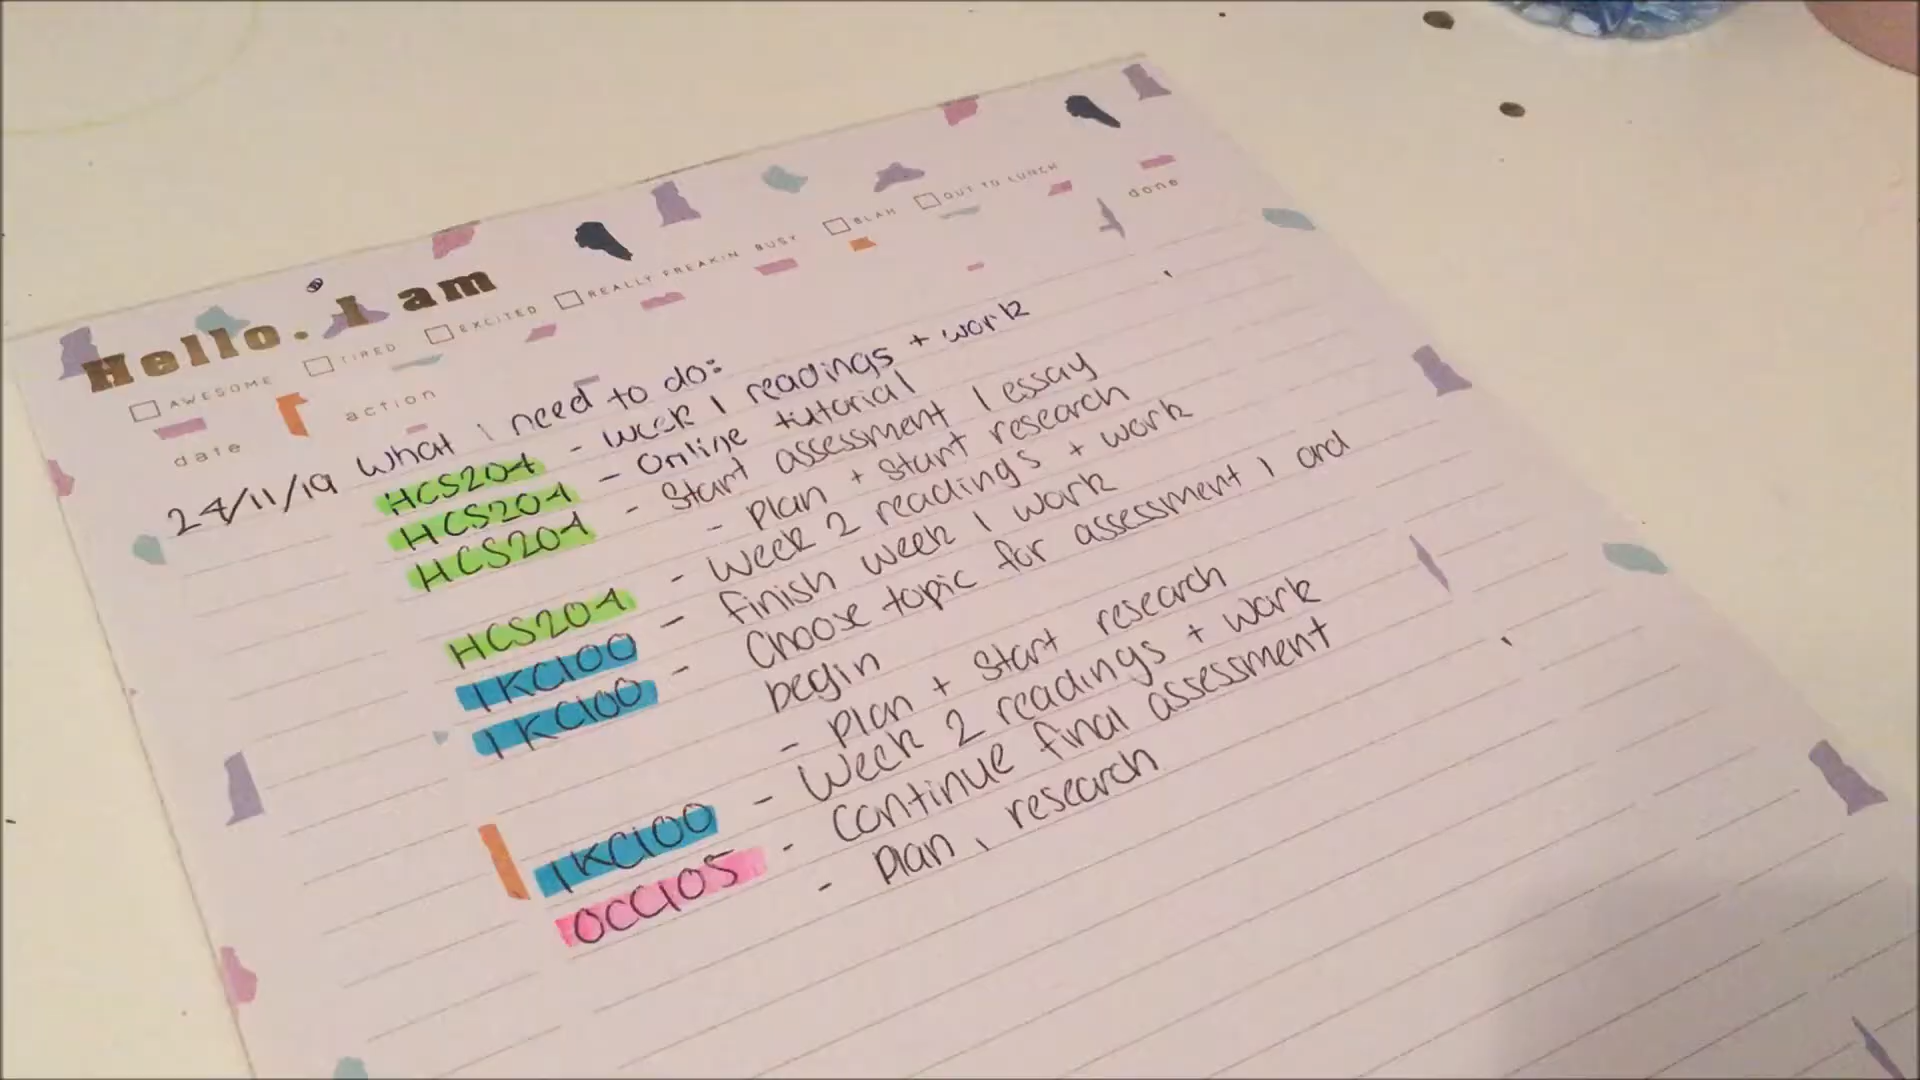 Hello. I am
AWESOME TIRED EXCITED REALLY FREAKIN BUSY BLAH OUT TO LUNCH
date action done
24/11/19 What I need to do:
HCS204 - Week 1 readings + work
HCS204 - Online tutorial
HCS204 - Start assessment 1 essay
- Plan + Start research
HCS204 - Week 2 readings + work
IKC100 - Finish week 1 work
IKC100 - Choose topic for assessment 1 and
begin
- Plan + Start research
IKC100 - Week 2 readings + work
OCC105 - Continue final assessment
- Plan, research